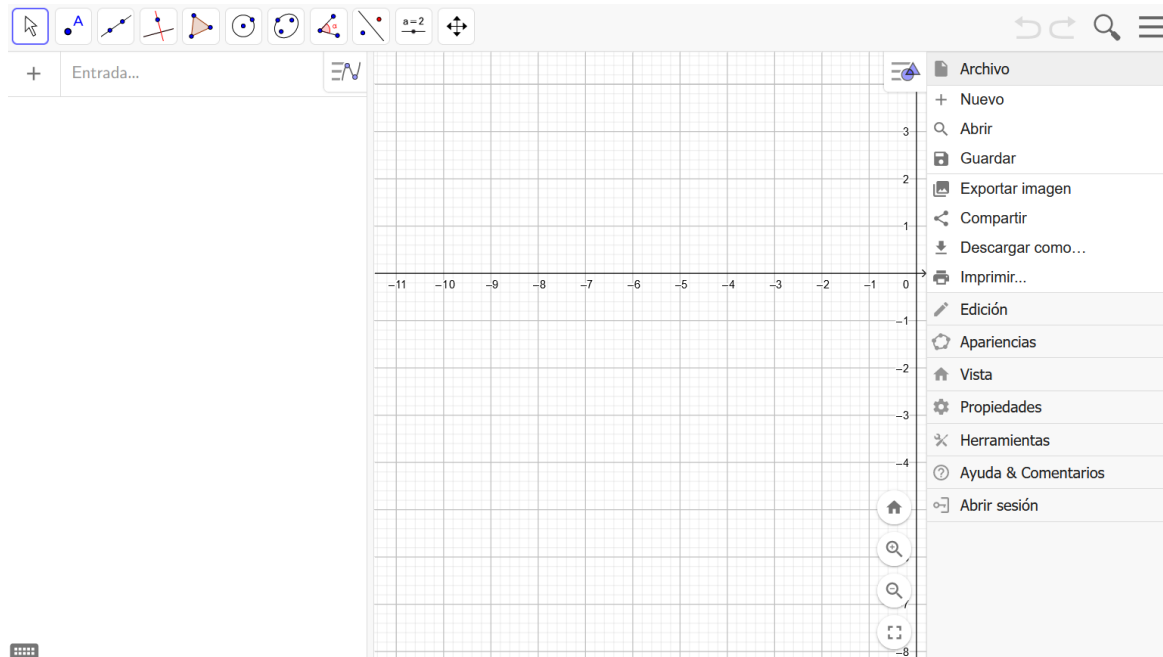 A
α
a=2
Entrada...
3
2
1
−11 −10 −9 −8 −7 −6 −5 −4 −3 −2 −1 0
−1
−2
−3
−4
−8
Archivo
Nuevo
Abrir
Guardar
Exportar imagen
Compartir
Descargar como…
Imprimir...
Edición
Apariencias
Vista
Propiedades
Herramientas
Ayuda & Comentarios
Abrir sesión